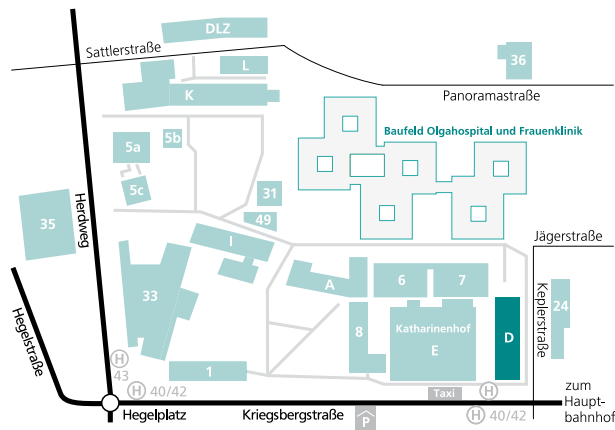 DLZ
Sattlerstraße
L
36
K
Panoramastraße
Baufeld Olgahospital und Frauenklinik
5a
5b
5c
31
35
Herdweg
49
I
Jägerstraße
33
A
6
7
Keplerstraße
24
Hegelstraße
8
Katharinenhof
E
D
H
43
1
H 40/42
Taxi
H
zum
Haupt-
bahnhof
Hegelplatz
Kriegsbergstraße
P
H 40/42